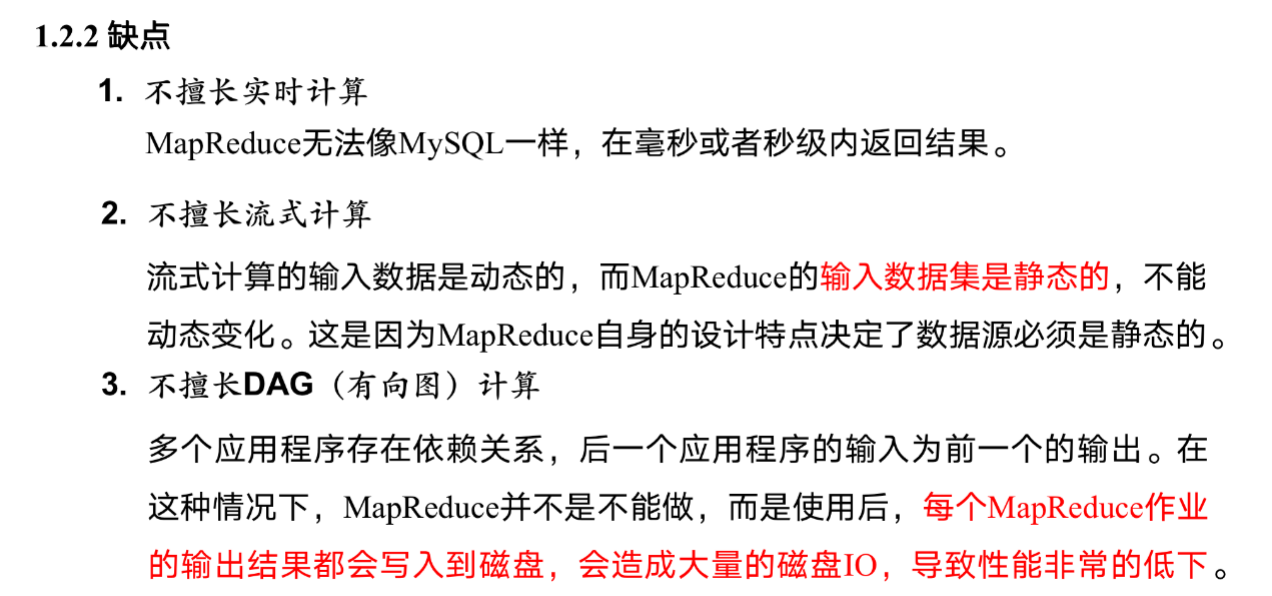 1.2.2 缺点
1. 不擅长实时计算
MapReduce无法像MySQL一样，在毫秒或者秒级内返回结果。
2. 不擅长流式计算
流式计算的输入数据是动态的，而MapReduce的输入数据集是静态的，不能
动态变化。这是因为MapReduce自身的设计特点决定了数据源必须是静态的。
3. 不擅长DAG（有向图）计算
多个应用程序存在依赖关系，后一个应用程序的输入为前一个的输出。在
这种情况下，MapReduce并不是不能做，而是使用后，每个MapReduce作业
的输出结果都会写入到磁盘，会造成大量的磁盘IO，导致性能非常的低下。